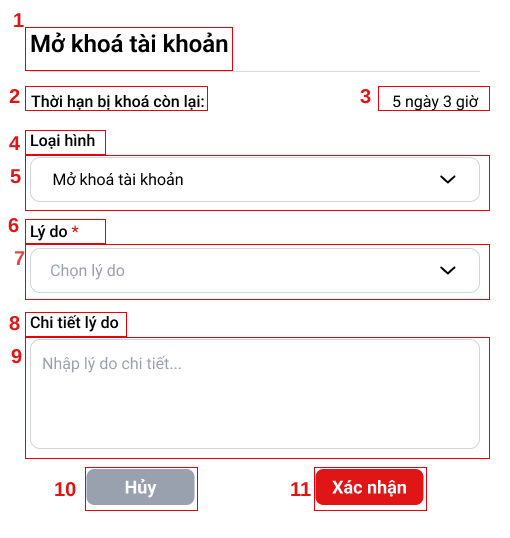 1 Mở khoá tài khoản
2 Thời hạn bị khoá còn lại: 3 5 ngày 3 giờ
4 Loại hình
5 Mở khoá tài khoản
6 Lý do *
7 Chọn lý do
8 Chi tiết lý do
9 Nhập lý do chi tiết...
10 Hủy 11 Xác nhận